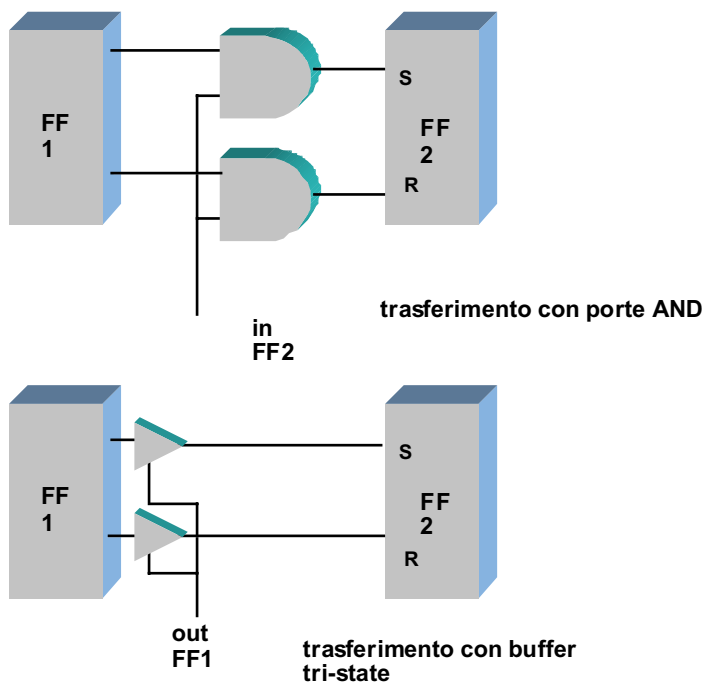 S
FF
1
FF
2
R
trasferimento con porte AND
in
FF2
S
FF
1
FF
2
R
out
FF1
trasferimento con buffer
tri-state